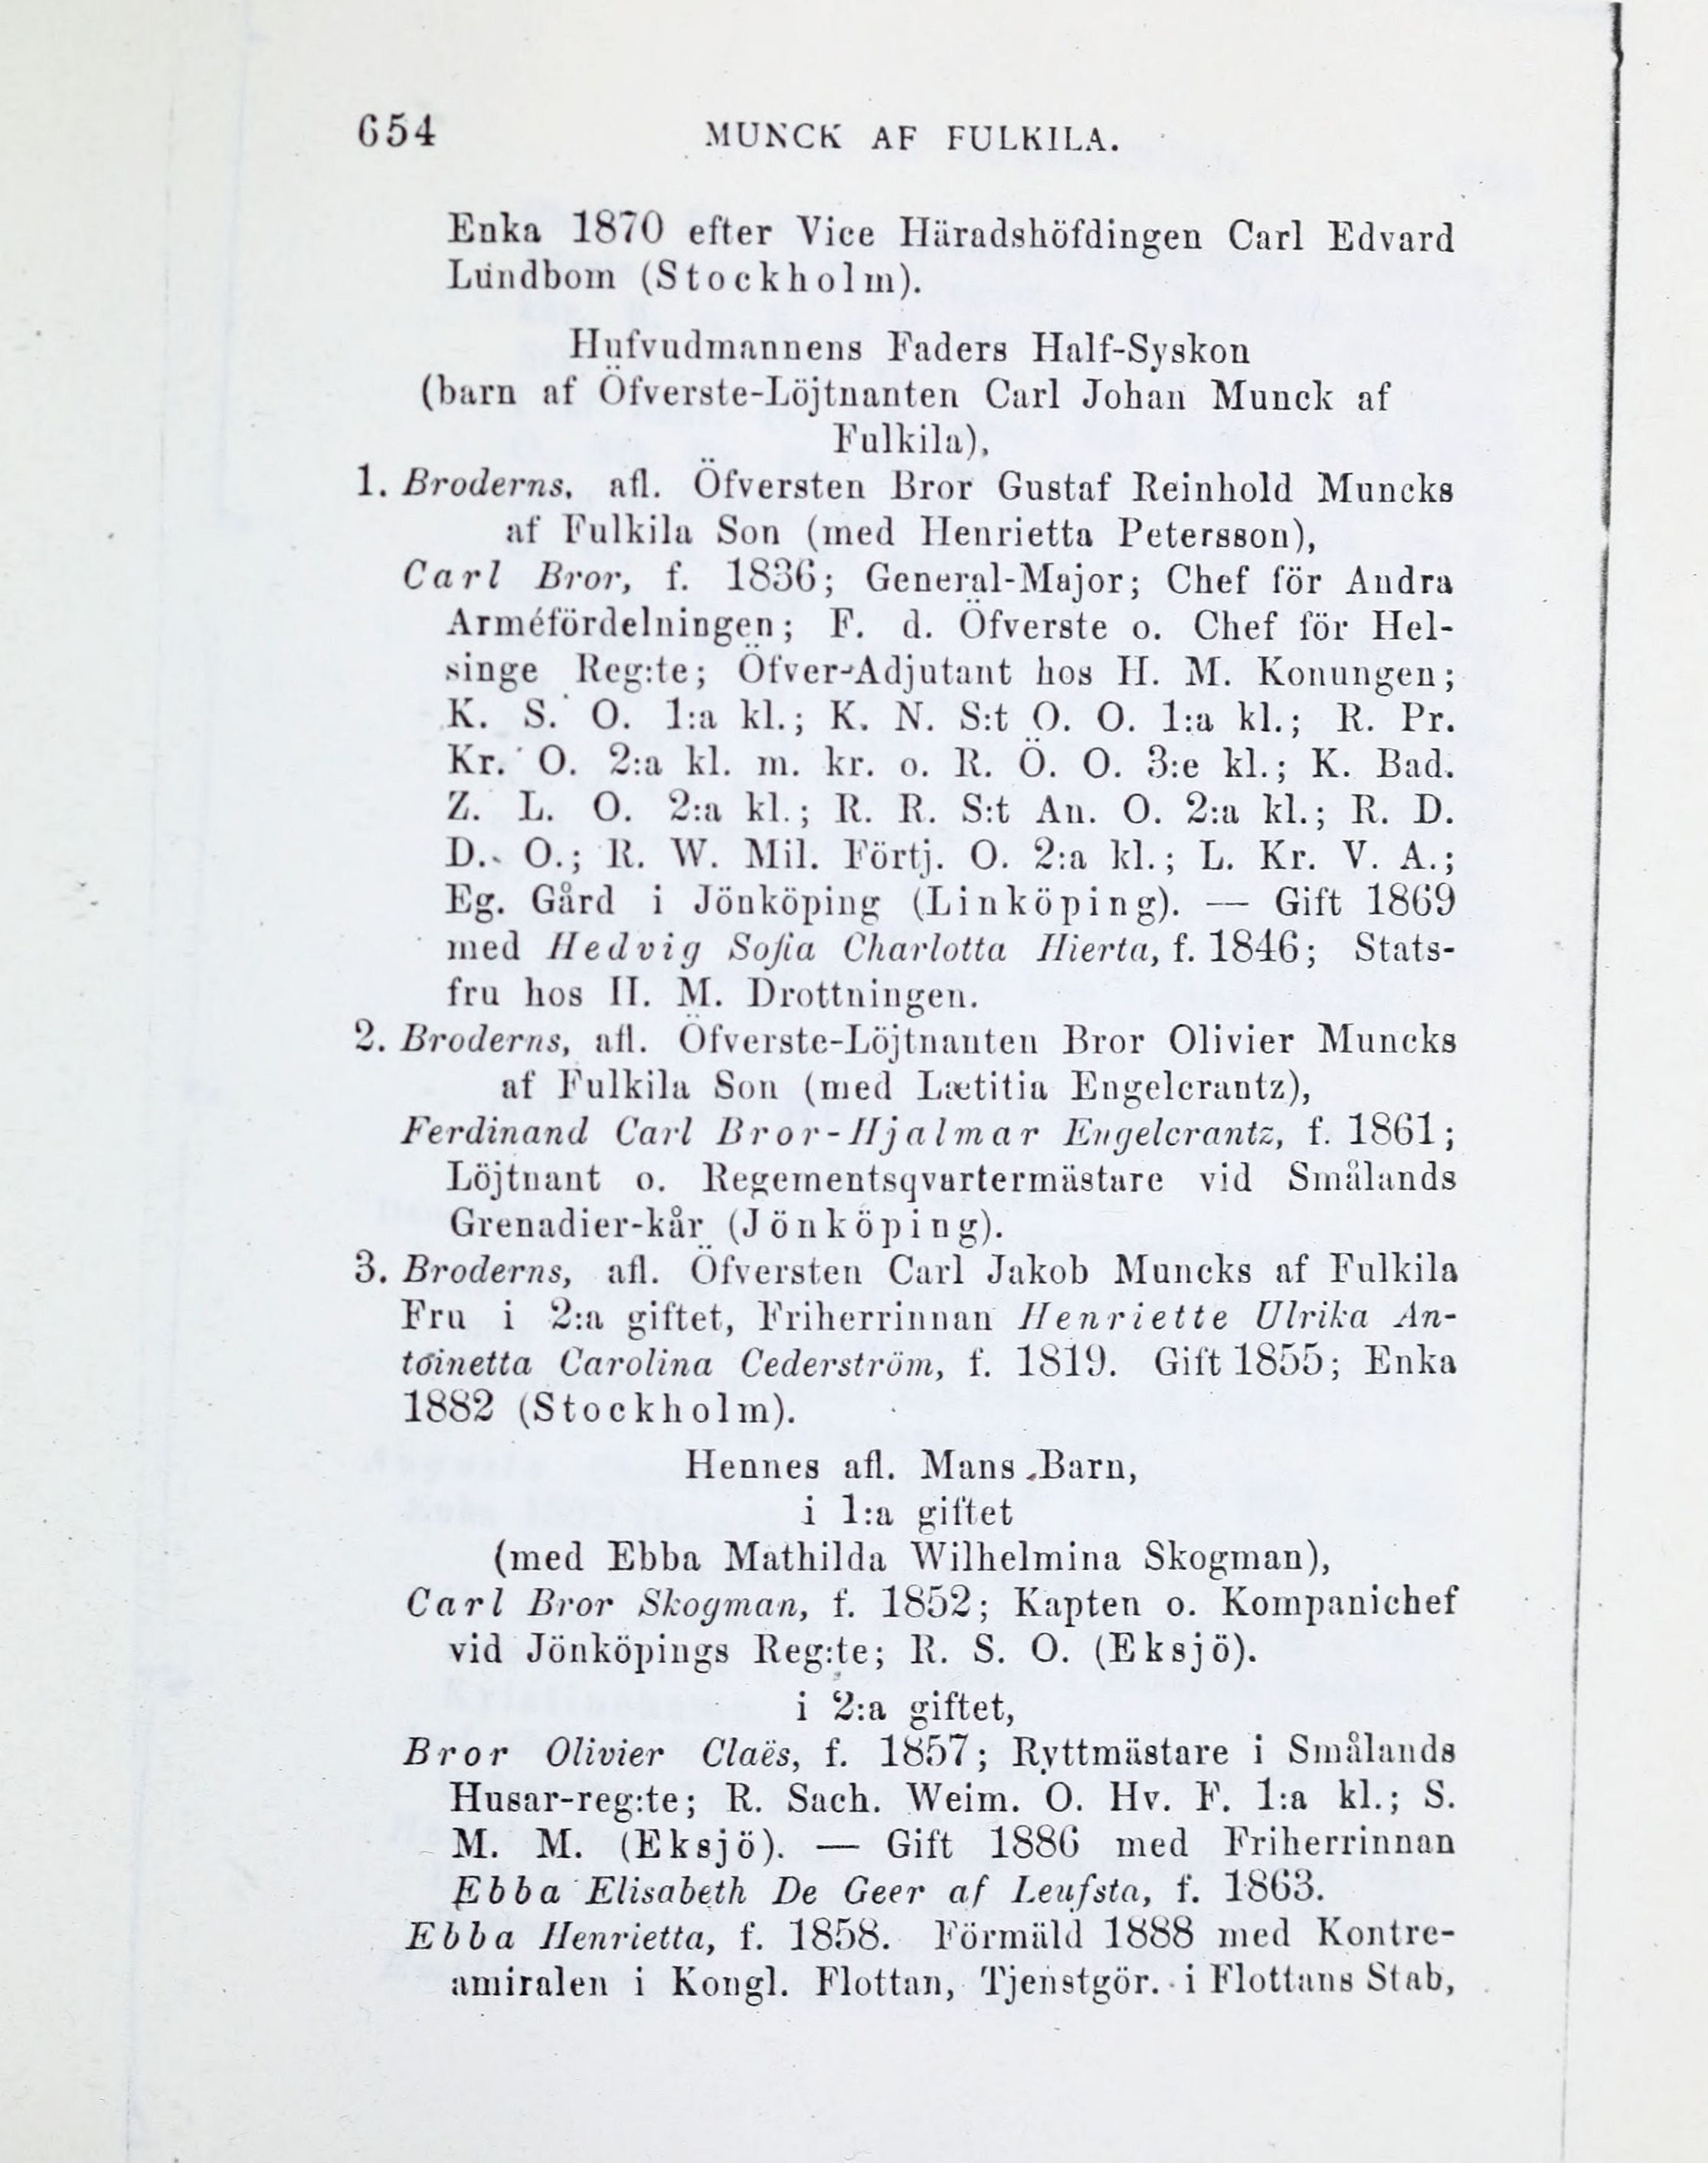 654 MUNCK AF FULKILA.
Enka 1870 efter Vice Häradshöfdingen Carl Edvard
Lundbom (Stockholm).
Hufvudmannens Faders Half-Syskon
(barn af Öfverste-Löjtnanten Carl Johan Munck af
Fulkila),
1. Broderns, afl. Öfversten Bror Gustaf Reinhold Muncks
af Fulkila Son (med Henrietta Petersson),
Carl Bror, f. 1836; General-Major; Chef för Andra
Arméfördelningen; F. d. Öfverste o. Chef för Hel-
singe Reg:te; Öfver-Adjutant hos H. M. Konungen;
K. S. O. 1:a kl.; K. N. S:t O. O. 1:a kl.; R. Pr.
Kr. O. 2:a kl. m. kr. o. R. Ö. O. 3:e kl.; K. Bad.
Z. L. O. 2:a kl.; R. R. S:t An. O. 2:a kl.; R. D.
D. O.; R. W. Mil. Förtj. O. 2:a kl.; L. Kr. V. A.;
Eg. Gård i Jönköping (Linköping). — Gift 1869
med Hedvig Sofia Charlotta Hierta, f. 1846; Stats-
fru hos H. M. Drottningen.
2. Broderns, afl. Öfverste-Löjtnanten Bror Olivier Muncks
af Fulkila Son (med Lætitia Engelcrantz),
Ferdinand Carl Bror-Hjalmar Engelcrantz, f. 1861;
Löjtnant o. Regementsqvartermästare vid Smålands
Grenadier-kår (Jönköping).
3. Broderns, afl. Öfversten Carl Jakob Muncks af Fulkila
Fru i 2:a giftet, Friherrinnan Henriette Ulrika An-
toinetta Carolina Cederström, f. 1819. Gift 1855; Enka
1882 (Stockholm).
Hennes afl. Mans Barn,
i 1:a giftet
(med Ebba Mathilda Wilhelmina Skogman),
Carl Bror Skogman, f. 1852; Kapten o. Kompanichef
vid Jönköpings Reg:te; R. S. O. (Eksjö).
i 2:a giftet,
Bror Olivier Claës, f. 1857; Ryttmästare i Smålands
Husar-reg:te; R. Sach. Weim. O. Hv. F. 1:a kl.; S.
M. M. (Eksjö). — Gift 1886 med Friherrinnan
Ebba Elisabeth De Geer af Leufsta, f. 1863.
Ebba Henrietta, f. 1858. Förmäld 1888 med Kontre-
amiralen i Kongl. Flottan, Tjenstgör. i Flottans Stab,